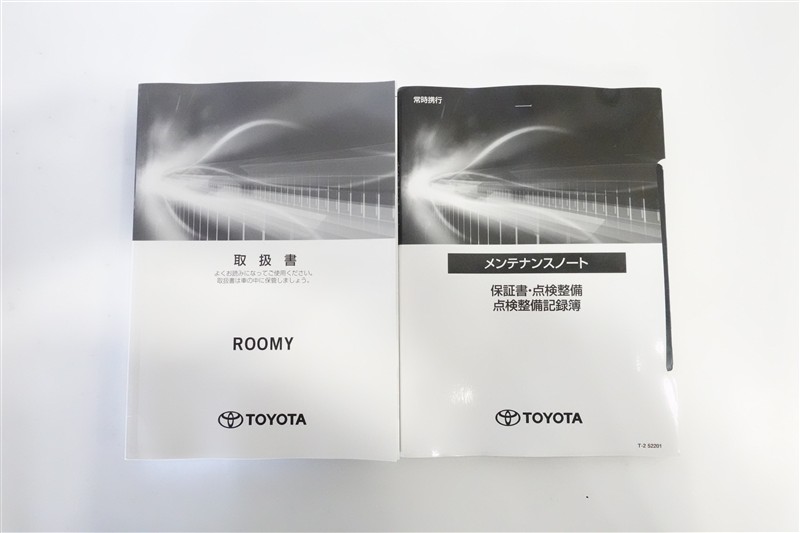 取扱書
よくお読みになってご使用ください。
取扱書は車の中に保管しましょう。
ROOMY
TOYOTA
常時携行
メンテナンスノート
保証書・点検整備
点検整備記録簿
TOYOTA
T-2 52201